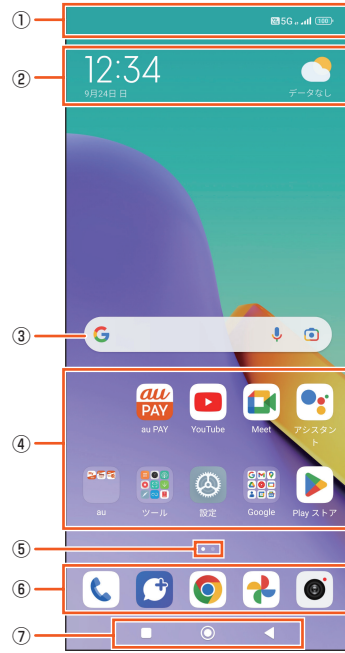 ①
5G 100
②
12:34
9月24日 日
データなし
③
④
au
PAY
au PAY
YouTube
Meet
アシスタン
ト
au
ツール
設定
Google
Play ストア
⑤
⑥
⑦